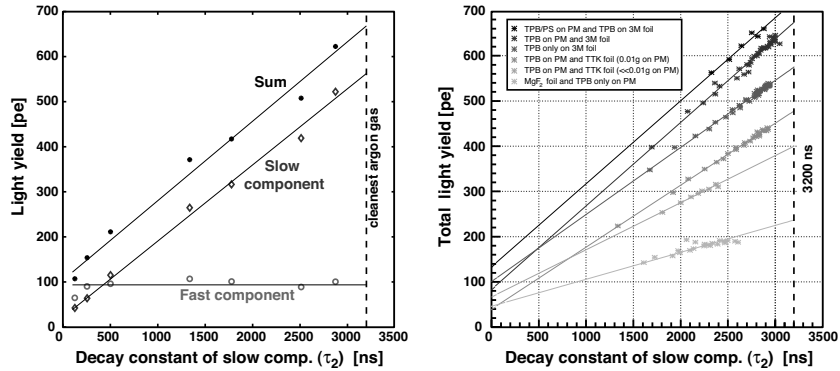 700
600
500
400
300
200
100
0
Light yield [pe]
Sum
Slow
component
Fast component
cleanest argon gas
0 500 1000 1500 2000 2500 3000 3500
Decay constant of slow comp. (τ2) [ns]
700
600
500
400
300
200
100
0
Total light yield [pe]
TPB/PS on PM and TPB on 3M foil
TPB on PM and 3M foil
TPB only on 3M foil
TPB on PM and TTK foil (0.01g on PM)
TPB on PM and TTK foil (<<0.01g on PM)
MgF2 foil and TPB only on PM
3200 ns
0 500 1000 1500 2000 2500 3000 3500
Decay constant of slow comp. (τ2) [ns]